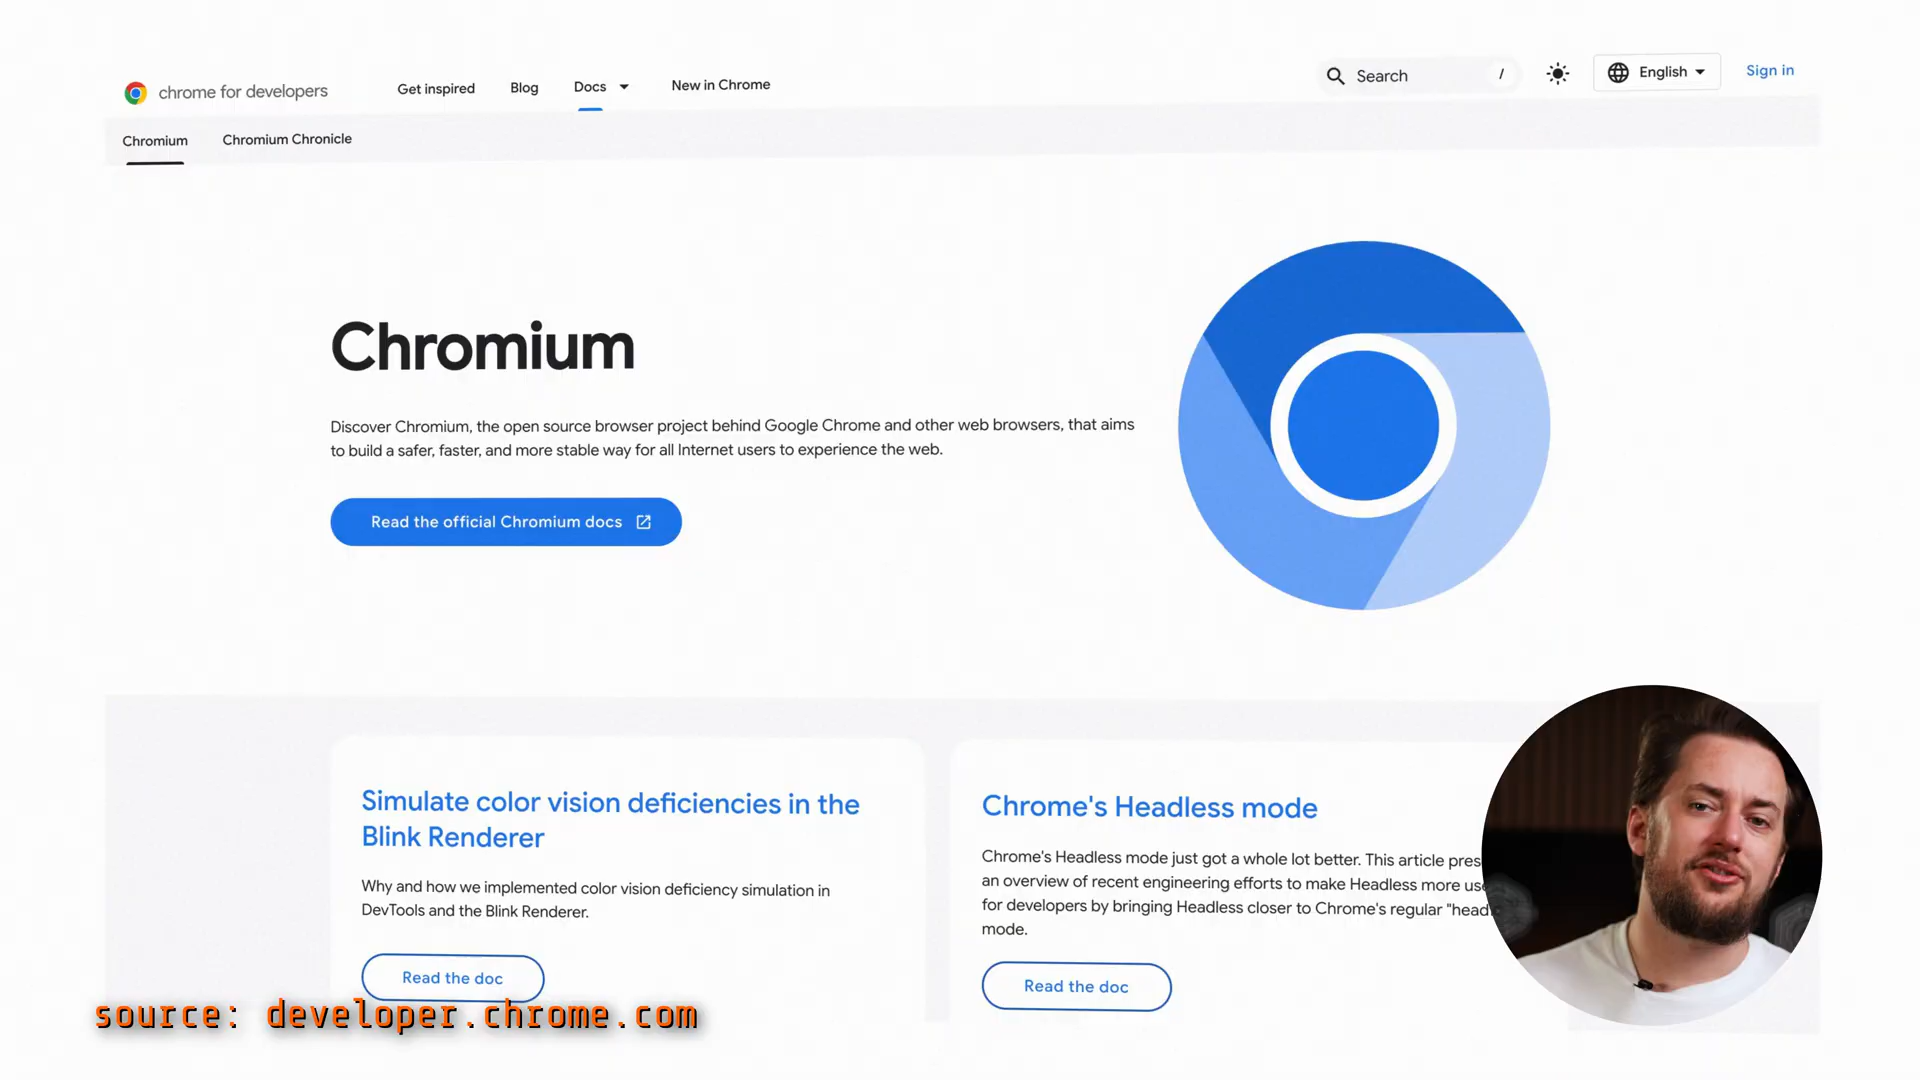 chrome for developers
Get inspired
Blog
Docs
New in Chrome
Search
/
English
Sign in
Chromium
Chromium Chronicle
Chromium
Discover Chromium, the open source browser project behind Google Chrome and other web browsers, that aims
to build a safer, faster, and more stable way for all Internet users to experience the web.
Read the official Chromium docs
Simulate color vision deficiencies in the
Blink Renderer
Why and how we implemented color vision deficiency simulation in
DevTools and the Blink Renderer.
Read the doc
Chrome's Headless mode
Chrome's Headless mode just got a whole lot better. This article
an overview of recent engineering efforts to make Headless more
for developers by bringing Headless closer to Chrome's regular
mode.
Read the doc
source: developer.chrome.com